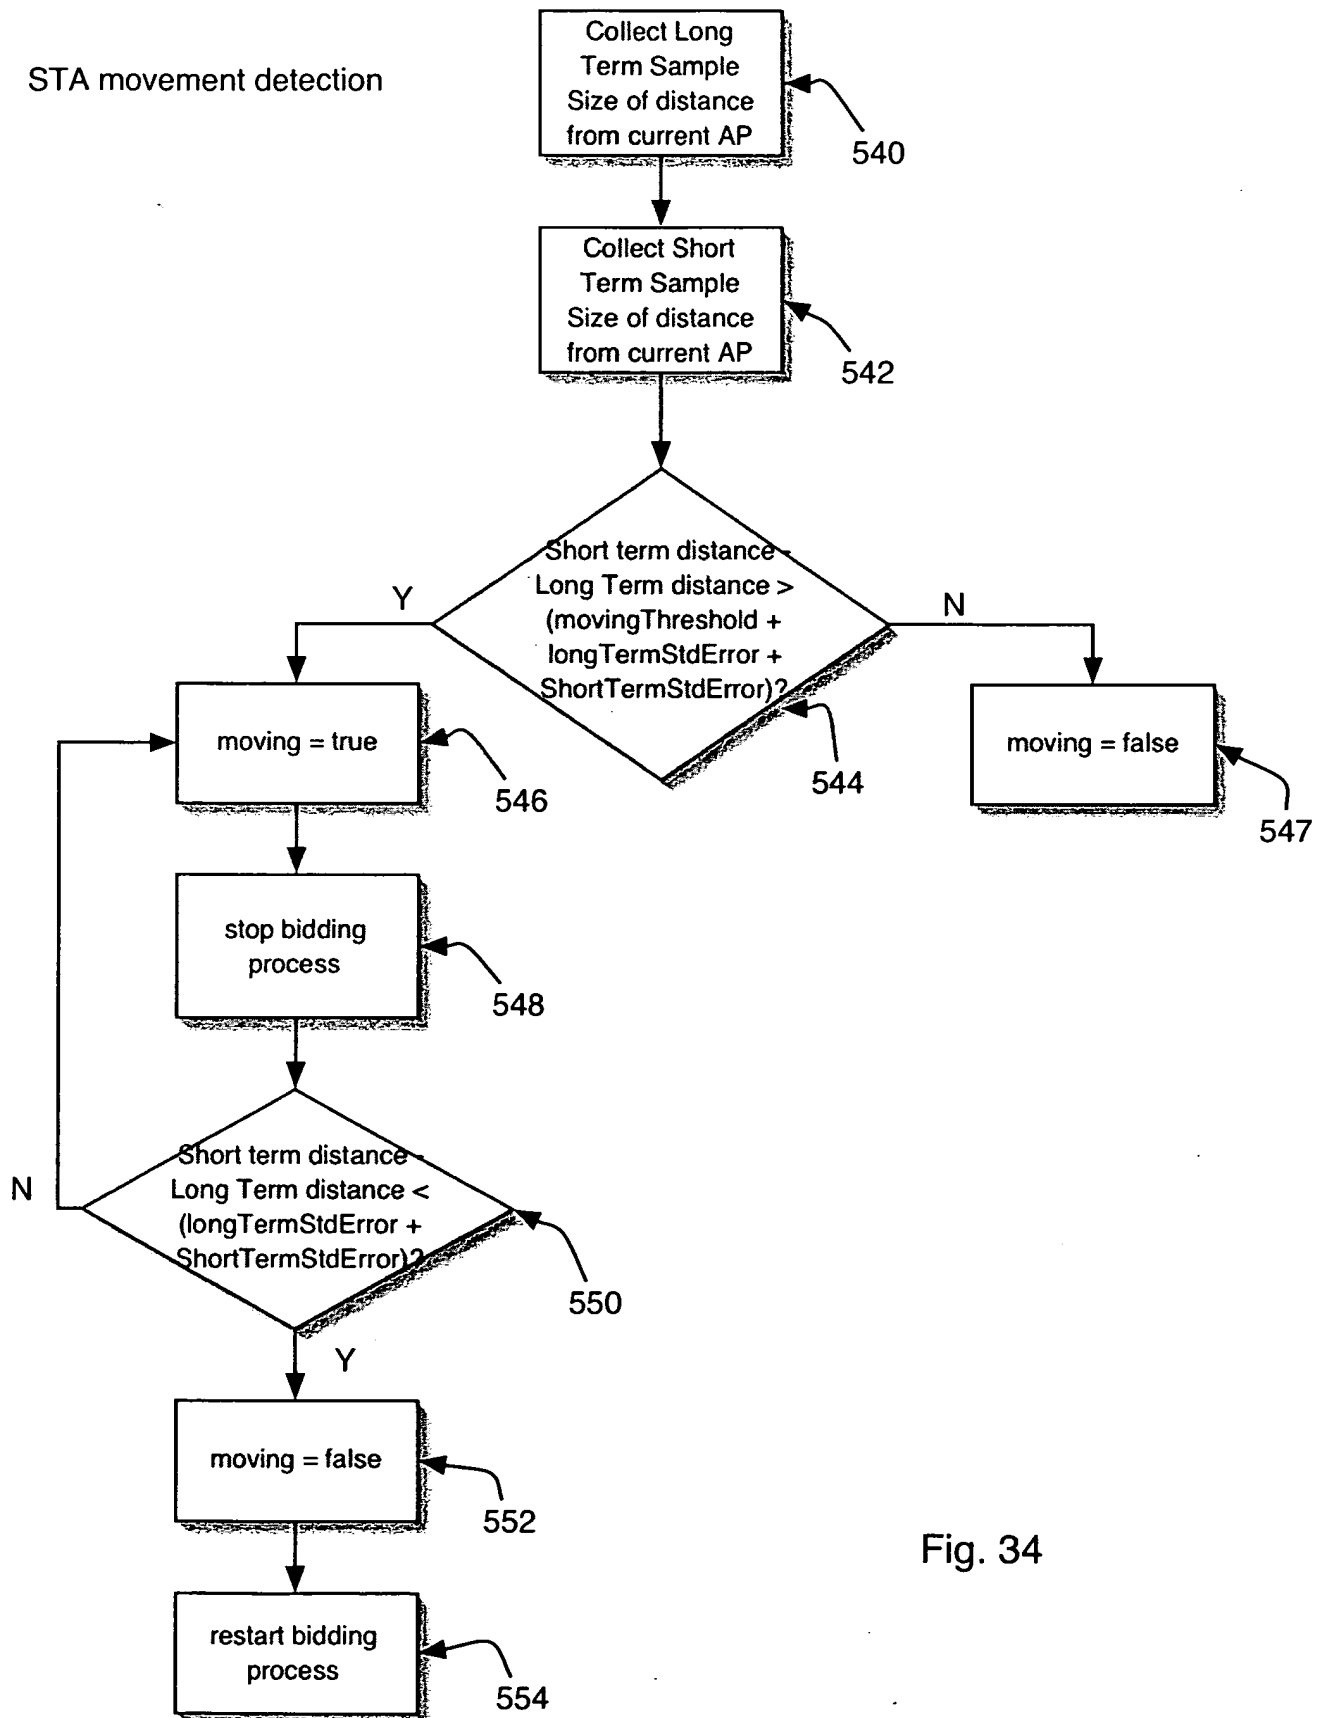 STA movement detection
Collect Long
Term Sample
Size of distance
from current AP
540
Collect Short
Term Sample
Size of distance
from current AP
542
Short term distance -
Long Term distance >
(movingThreshold +
longTermStdError +
ShortTermStdError)?
544
Y
N
moving = true
546
moving = false
547
stop bidding
process
548
Short term distance -
Long Term distance <
(longTermStdError +
ShortTermStdError)?
550
N
Y
moving = false
552
restart bidding
process
554
Fig. 34